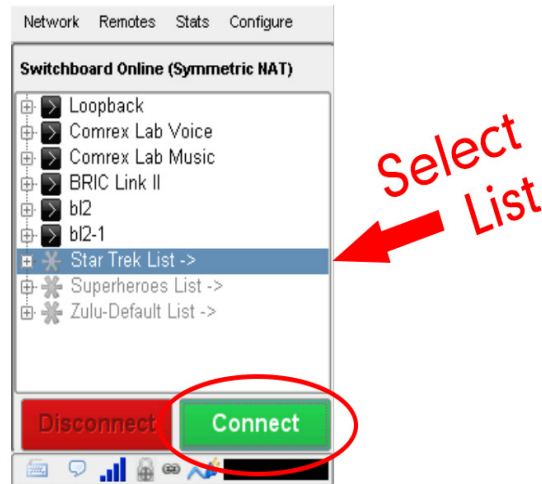 Network Remotes Stats Configure
Switchboard Online (Symmetric NAT)
Loopback
Comrex Lab Voice
Comrex Lab Music
BRIC Link II
bl2
bl2-1
Star Trek List ->
Superheroes List ->
Zulu-Default List ->
Select
List
Disconnect Connect